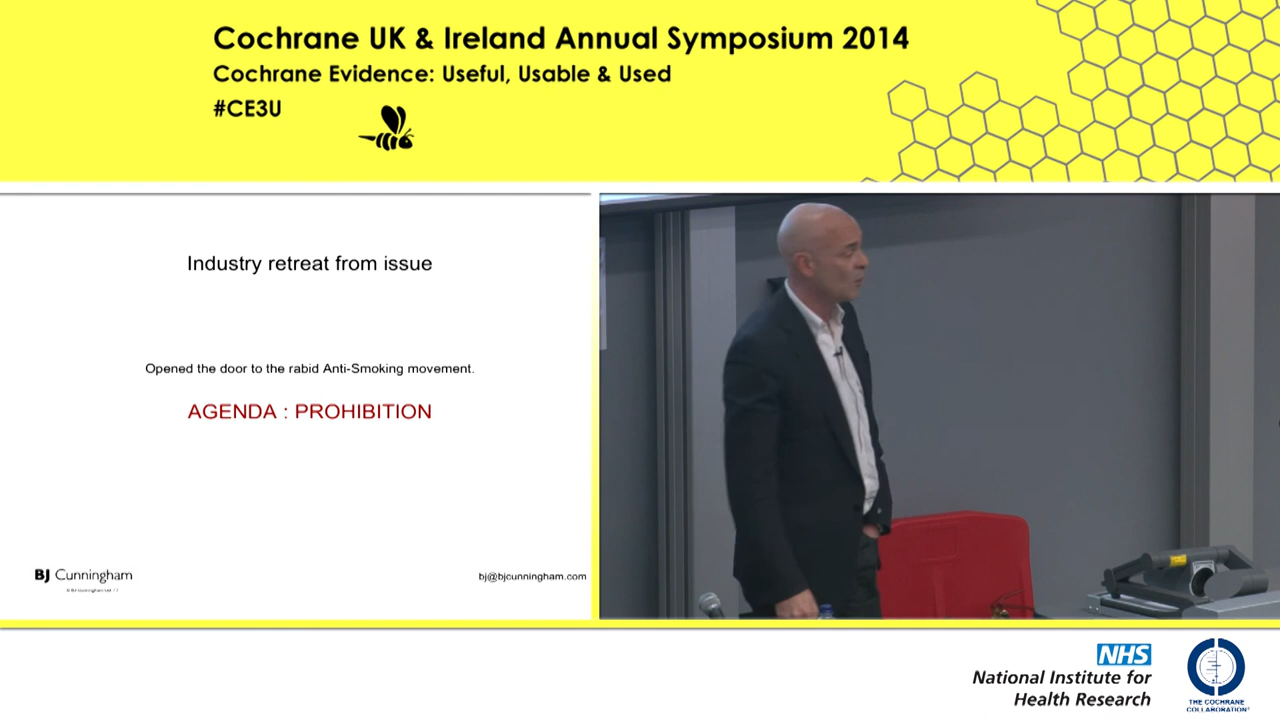 Cochrane UK & Ireland Annual Symposium 2014
Cochrane Evidence: Useful, Usable & Used
#CE3U
Industry retreat from issue
Opened the door to the rabid Anti-Smoking movement.
AGENDA : PROHIBITION
BJ Cunningham
bj@bjcunningham.com
NHS
National Institute for
Health Research
THE COCHRANE
COLLABORATION®